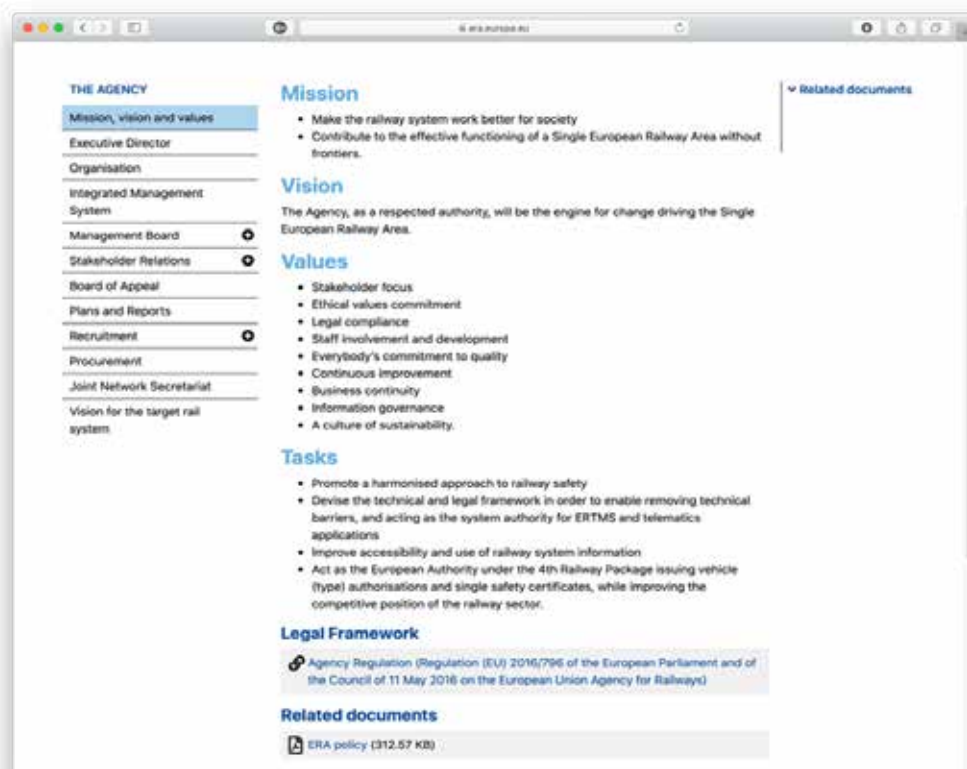 era.europa.eu
THE AGENCY
Mission, vision and values
Executive Director
Organisation
Integrated Management
System
Management Board
Stakeholder Relations
Board of Appeal
Plans and Reports
Recruitment
Procurement
Joint Network Secretariat
Vision for the target rail
system
Mission
• Make the railway system work better for society
• Contribute to the effective functioning of a Single European Railway Area without
frontiers.
Vision
The Agency, as a respected authority, will be the engine for change driving the Single
European Railway Area.
Values
• Stakeholder focus
• Ethical values commitment
• Legal compliance
• Staff involvement and development
• Everybody's commitment to quality
• Continuous improvement
• Business continuity
• Information governance
• A culture of sustainability.
Tasks
• Promote a harmonised approach to railway safety
• Devise the technical and legal framework in order to enable removing technical
barriers, and acting as the system authority for ERTMS and telematics
applications
• Improve accessibility and use of railway system information
• Act as the European Authority under the 4th Railway Package issuing vehicle
(type) authorisations and single safety certificates, while improving the
competitive position of the railway sector.
Legal Framework
Agency Regulation (Regulation (EU) 2016/796 of the European Parliament and of
the Council of 11 May 2016 on the European Union Agency for Railways)
Related documents
ERA policy (312.57 KB)
Related documents